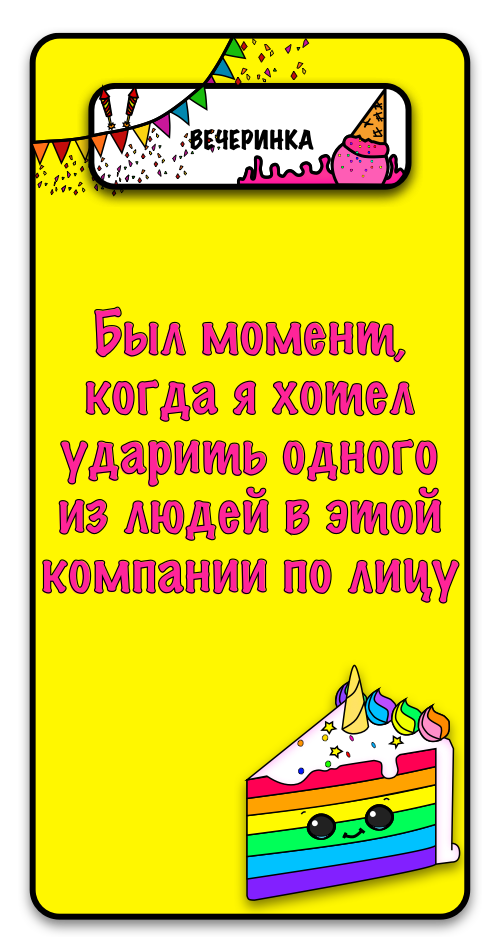 ВЕЧЕРИНКА
Был момент,
когда я хотел
ударить одного
из людей в этой
компании по лицу